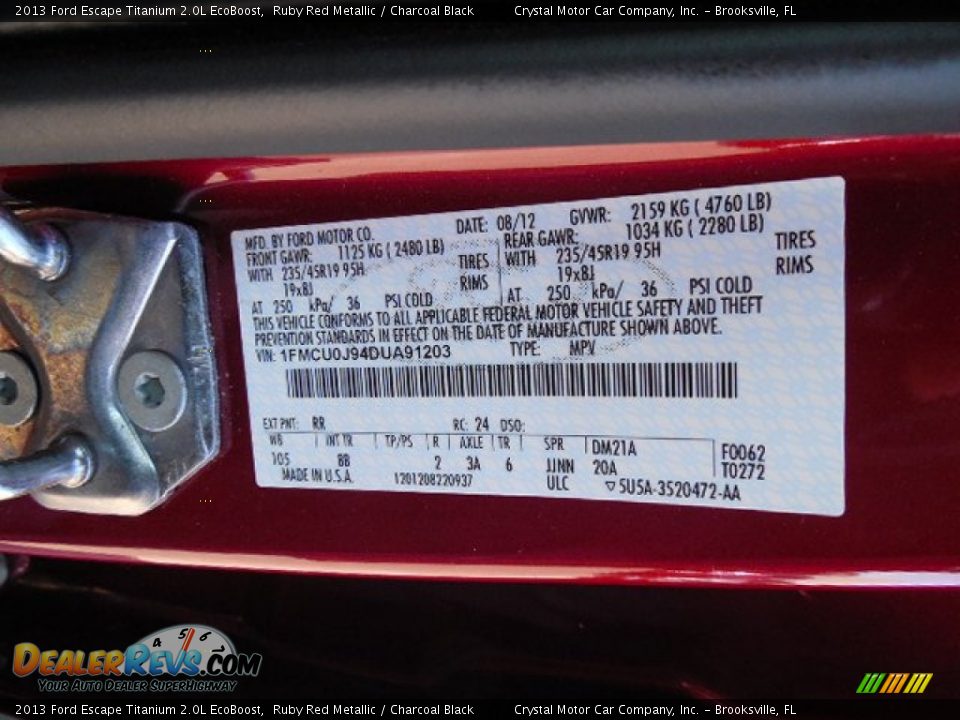 2013 Ford Escape Titanium 2.0L EcoBoost, Ruby Red Metallic / Charcoal Black Crystal Motor Car Company, Inc. - Brooksville, FL
MFD. BY FORD MOTOR CO. DATE: 08/12 GVWR: 2159 KG ( 4760 LB)
FRONT GAWR: 1125 KG ( 2480 LB) REAR GAWR: 1034 KG ( 2280 LB)
WITH 235/45R19 95H TIRES WITH 235/45R19 95H TIRES
19x8J RIMS 19x8J RIMS
AT 250 kPa/ 36 PSI COLD AT 250 kPa/ 36 PSI COLD
THIS VEHICLE CONFORMS TO ALL APPLICABLE FEDERAL MOTOR VEHICLE SAFETY AND THEFT
PREVENTION STANDARDS IN EFFECT ON THE DATE OF MANUFACTURE SHOWN ABOVE.
VIN: 1FMCU0J94DUA91203 TYPE: MPV
EXT PNT: RR RC: 24 DSO:
WB INT TR TP/PS R AXLE TR SPR DM21A F0062
105 8B 2 3A 6 JJNN 20A T0272
MADE IN U.S.A. 1201208220937 ULC ▽5U5A-3520472-AA
4 5 6
DEALERREVS.COM
YOUR AUTO DEALER SUPERHIGHWAY
2013 Ford Escape Titanium 2.0L EcoBoost, Ruby Red Metallic / Charcoal Black Crystal Motor Car Company, Inc. - Brooksville, FL